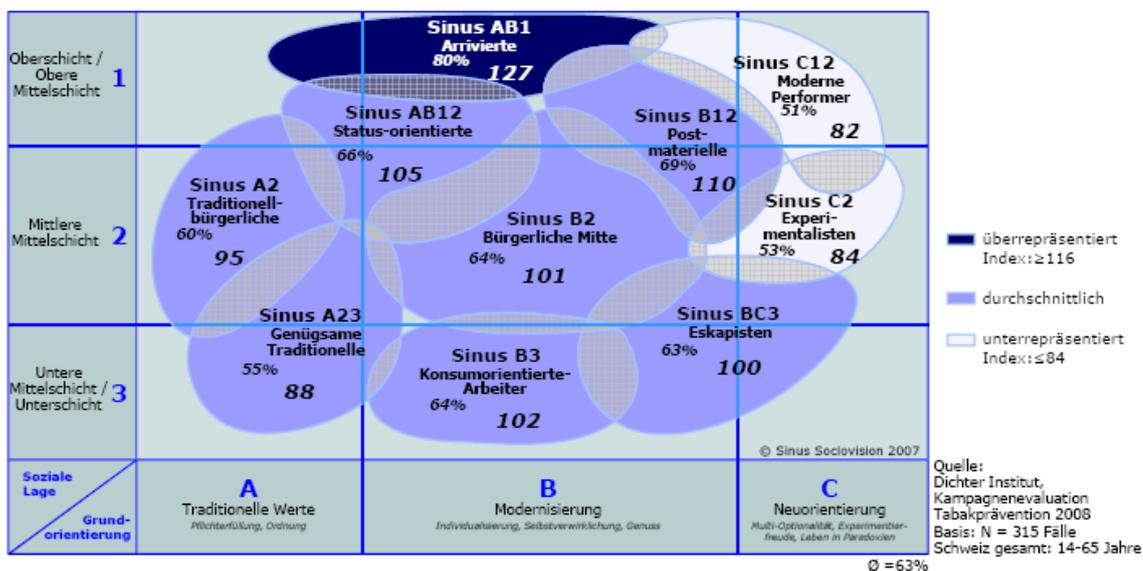 Oberschicht /
Obere
Mittelschicht
1
Mittlere
Mittelschicht
2
Untere
Mittelschicht /
Unterschicht
3
Sinus AB1
Arrivierte
80%
127
Sinus C12
Moderne
Performer
51%
82
Sinus AB12
Status-orientierte
66%
105
Sinus B12
Post-
materielle
69%
110
Sinus A2
Traditionell-
bürgerliche
60%
95
Sinus B2
Bürgerliche Mitte
64%
101
Sinus C2
Experi-
mentalisten
53%
84
Sinus A23
Genügsame
Traditionelle
55%
88
Sinus B3
Konsumorientierte-
Arbeiter
64%
102
Sinus BC3
Eskapisten
63%
100
© Sinus Sociovision 2007
Soziale
Lage
Grund-
orientierung
A
Traditionelle Werte
Pflichterfüllung, Ordnung
B
Modernisierung
Individualisierung, Selbstverwirklichung, Genuss
C
Neuorientierung
Multi-Optionalität, Experimentier-
freude, Leben in Paradoxien
Ø =63%
überrepräsentiert
Index:≥116
durchschnittlich
unterrepräsentiert
Index:≤84
Quelle:
Dichter Institut,
Kampagnenevaluation
Tabakprävention 2008
Basis: N = 315 Fälle
Schweiz gesamt: 14-65 Jahre